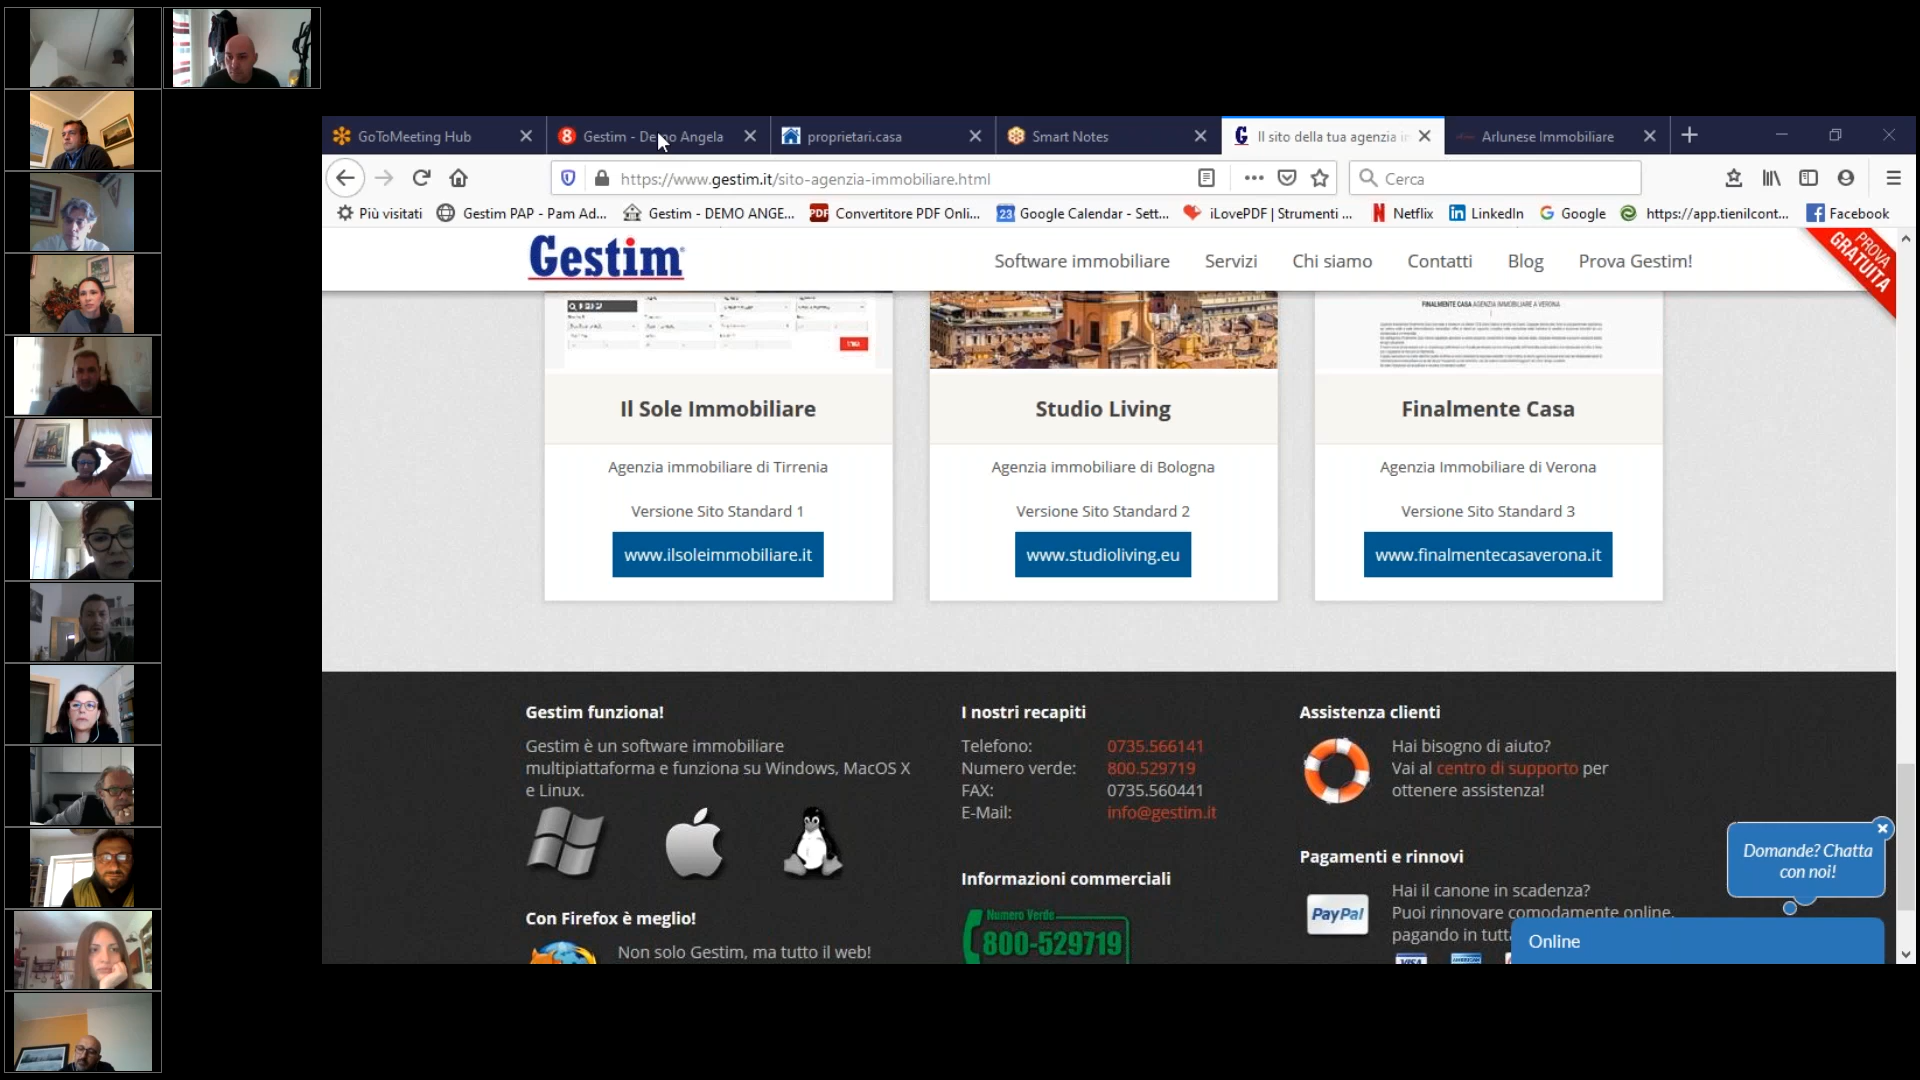 GoToMeeting Hub
Gestim - Demo Angela
proprietari.casa
Smart Notes
Il sito della tua agenzia in
Arlunese Immobiliare
https://www.gestim.it/sito-agenzia-immobiliare.html
Cerca
Più visitati
Gestim PAP - Pam Ad...
Gestim - DEMO ANGE...
Convertitore PDF Onli...
Google Calendar - Sett...
iLovePDF | Strumenti ...
Netflix
LinkedIn
Google
https://app.tienilcont...
Facebook
Gestim
Software immobiliare
Servizi
Chi siamo
Contatti
Blog
Prova Gestim!
PROVA
GRATUITA
FINALMENTE CASA AGENZIA IMMOBILIARE A VERONA
Il Sole Immobiliare
Agenzia immobiliare di Tirrenia
Versione Sito Standard 1
www.ilsoleimmobiliare.it
Studio Living
Agenzia immobiliare di Bologna
Versione Sito Standard 2
www.studioliving.eu
Finalmente Casa
Agenzia Immobiliare di Verona
Versione Sito Standard 3
www.finalmentecasaverona.it
Gestim funziona!
Gestim è un software immobiliare
multipiattaforma e funziona su Windows, MacOS X
e Linux.
Con Firefox è meglio!
Non solo Gestim, ma tutto il web!
I nostri recapiti
Telefono: 0735.566141
Numero verde: 800.529719
FAX: 0735.560441
E-Mail: info@gestim.it
Informazioni commerciali
Numero Verde
800-529719
Assistenza clienti
Hai bisogno di aiuto?
Vai al centro di supporto per
ottenere assistenza!
Pagamenti e rinnovi
PayPal
Hai il canone in scadenza?
Puoi rinnovare comodamente online,
pagando in tutt
VISA
Domande? Chatta
con noi!
Online